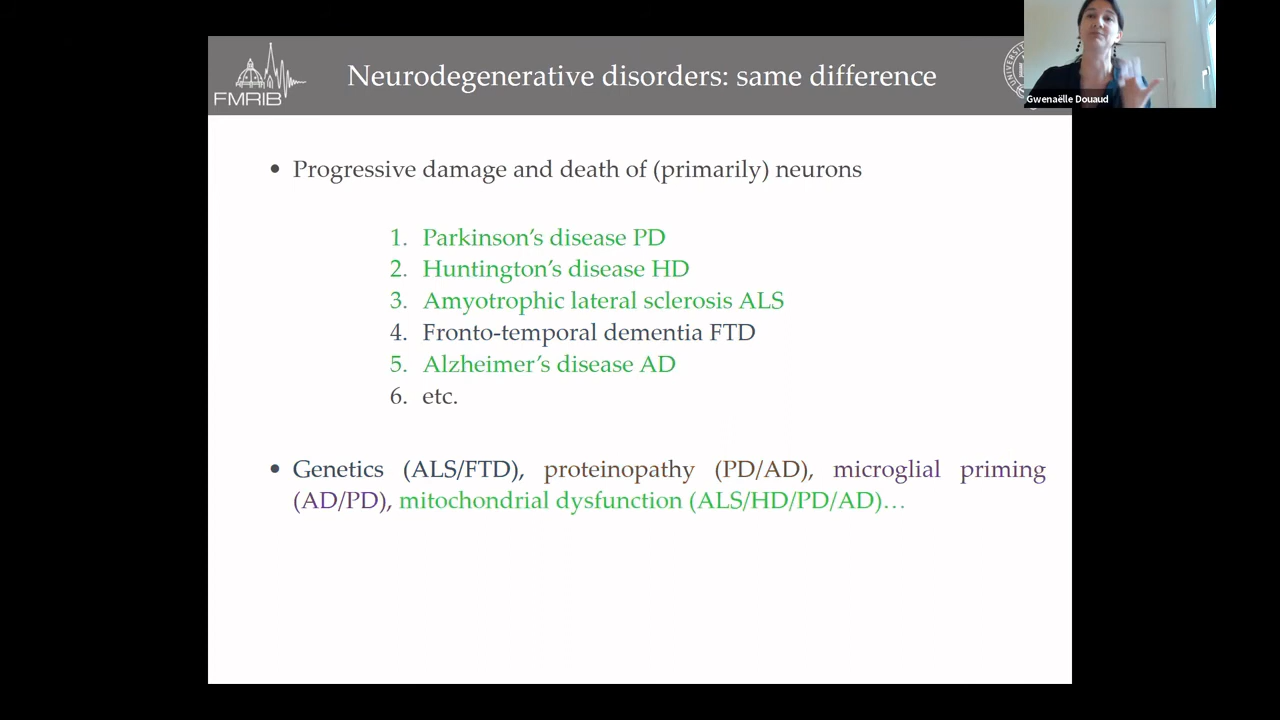 FMRIB
Neurodegenerative disorders: same difference
Gwenaëlle Douaud
• Progressive damage and death of (primarily) neurons
1. Parkinson's disease PD
2. Huntington's disease HD
3. Amyotrophic lateral sclerosis ALS
4. Fronto-temporal dementia FTD
5. Alzheimer's disease AD
6. etc.
• Genetics (ALS/FTD), proteinopathy (PD/AD), microglial priming
(AD/PD), mitochondrial dysfunction (ALS/HD/PD/AD)…